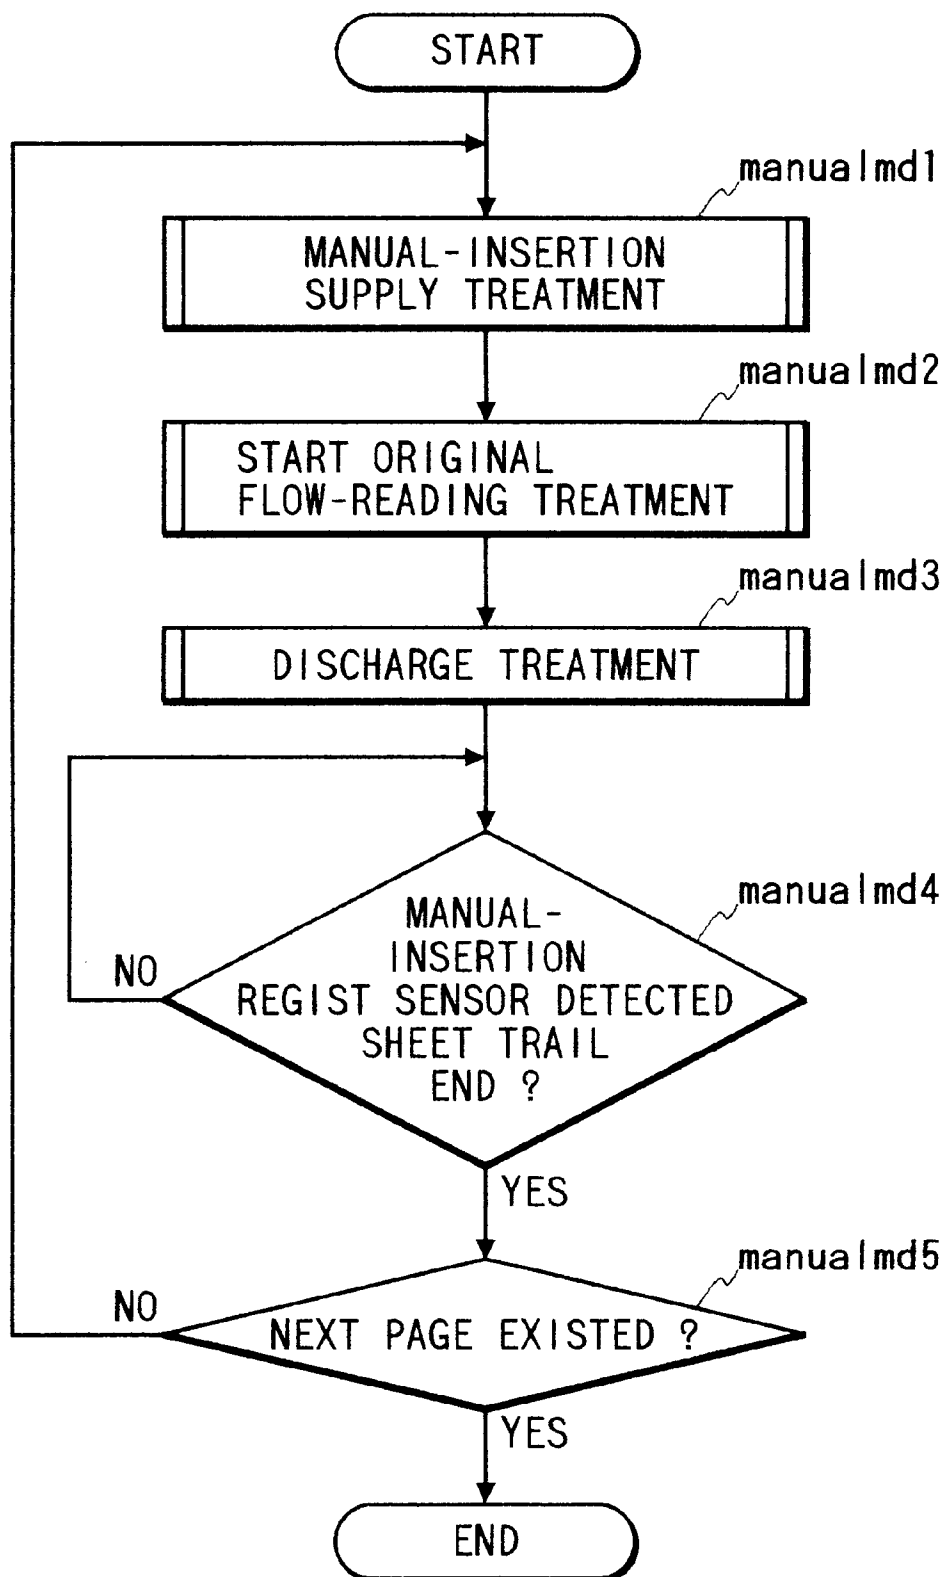 START
manualmd1
MANUAL-INSERTION
SUPPLY TREATMENT
manualmd2
START ORIGINAL
FLOW-READING TREATMENT
manualmd3
DISCHARGE TREATMENT
manualmd4
MANUAL-
INSERTION
REGIST SENSOR DETECTED
SHEET TRAIL
END ?
NO
YES
manualmd5
NEXT PAGE EXISTED ?
NO
YES
END